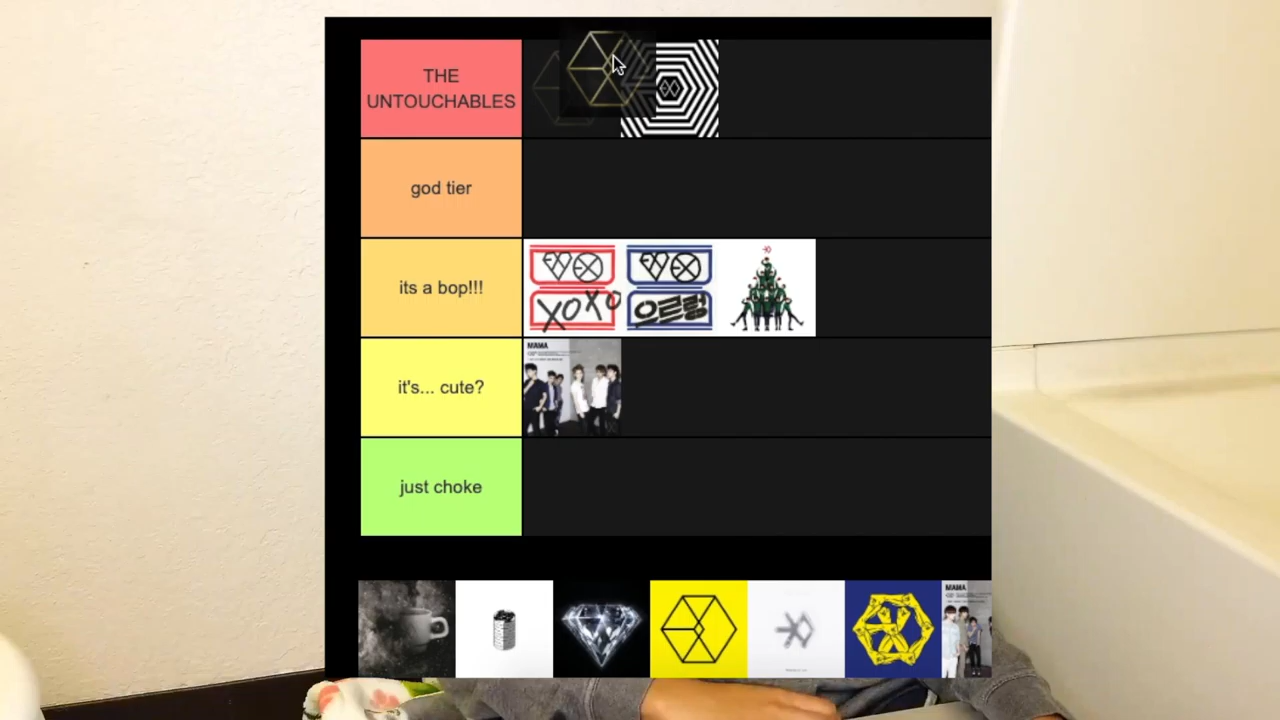 THE
UNTOUCHABLES
god tier
its a bop!!!
XOXO
으르렁
it's... cute?
MAMA
just choke
MAMA